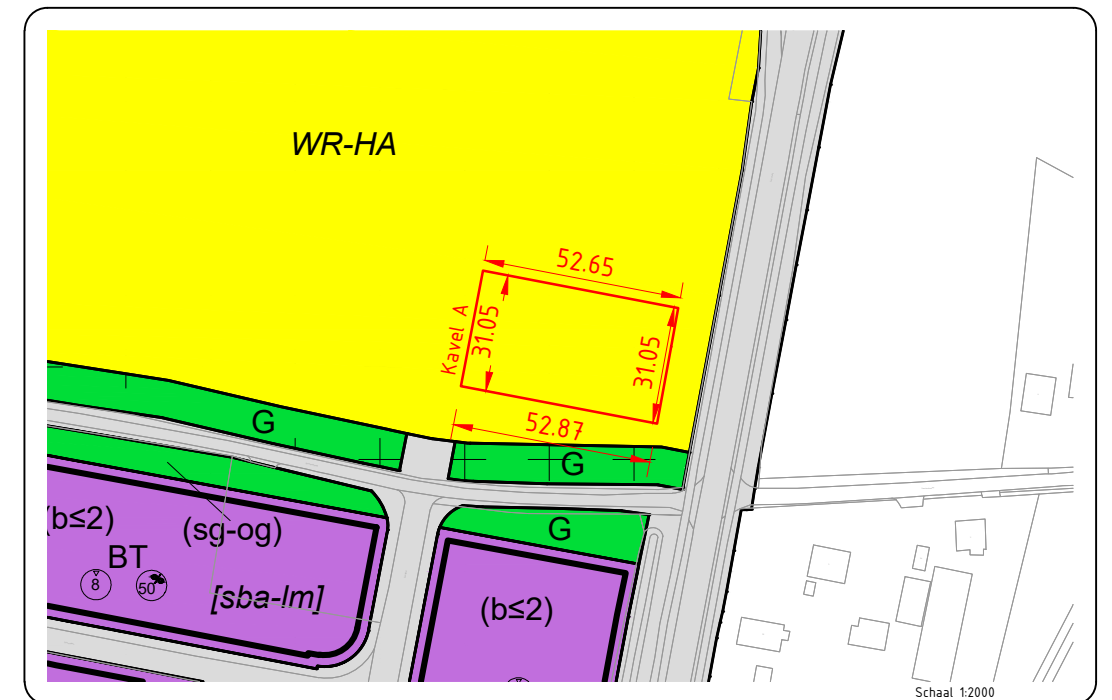 WR-HA
52.65
Kavel A
31.05
31.05
52.87
G
G
(b≤2)
(sg-og)
G
BT
8
50
[sba-lm]
(b≤2)
Schaal 1:2000